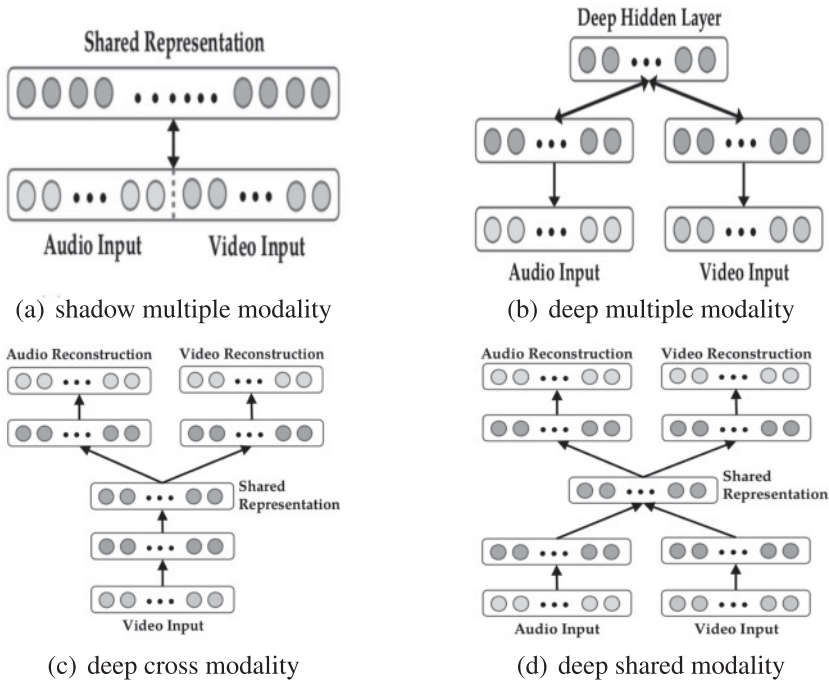 Shared Representation
Audio Input Video Input
(a) shadow multiple modality
Deep Hidden Layer
Audio Input Video Input
(b) deep multiple modality
Audio Reconstruction Video Reconstruction
Shared
Representation
Video Input
(c) deep cross modality
Audio Reconstruction Video Reconstruction
Shared
Representation
Audio Input Video Input
(d) deep shared modality